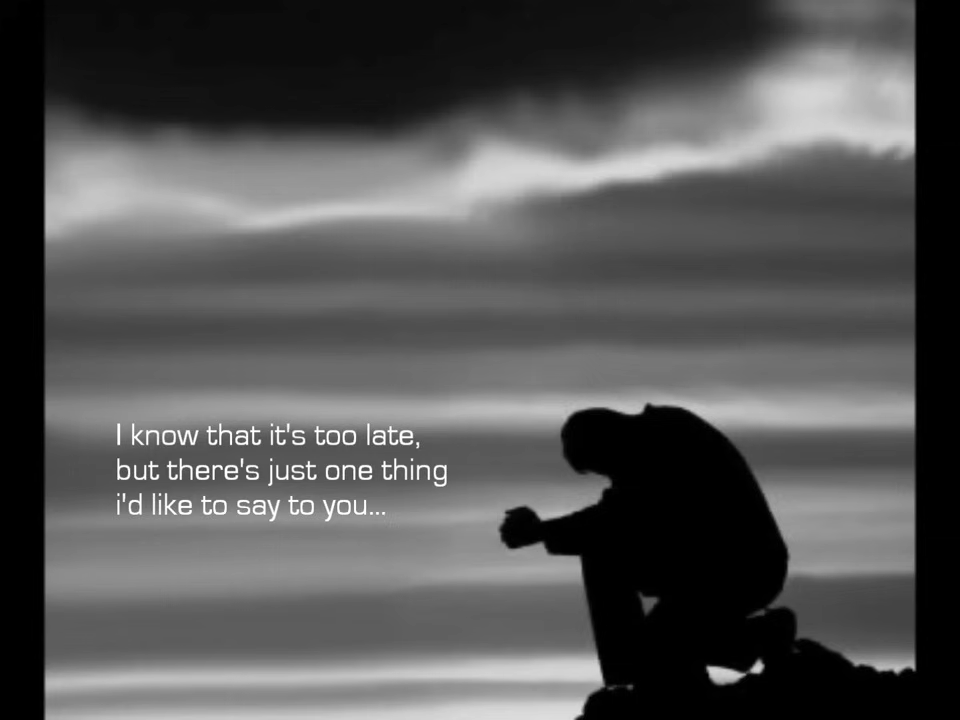 I know that it's too late,
but there's just one thing
i'd like to say to you...